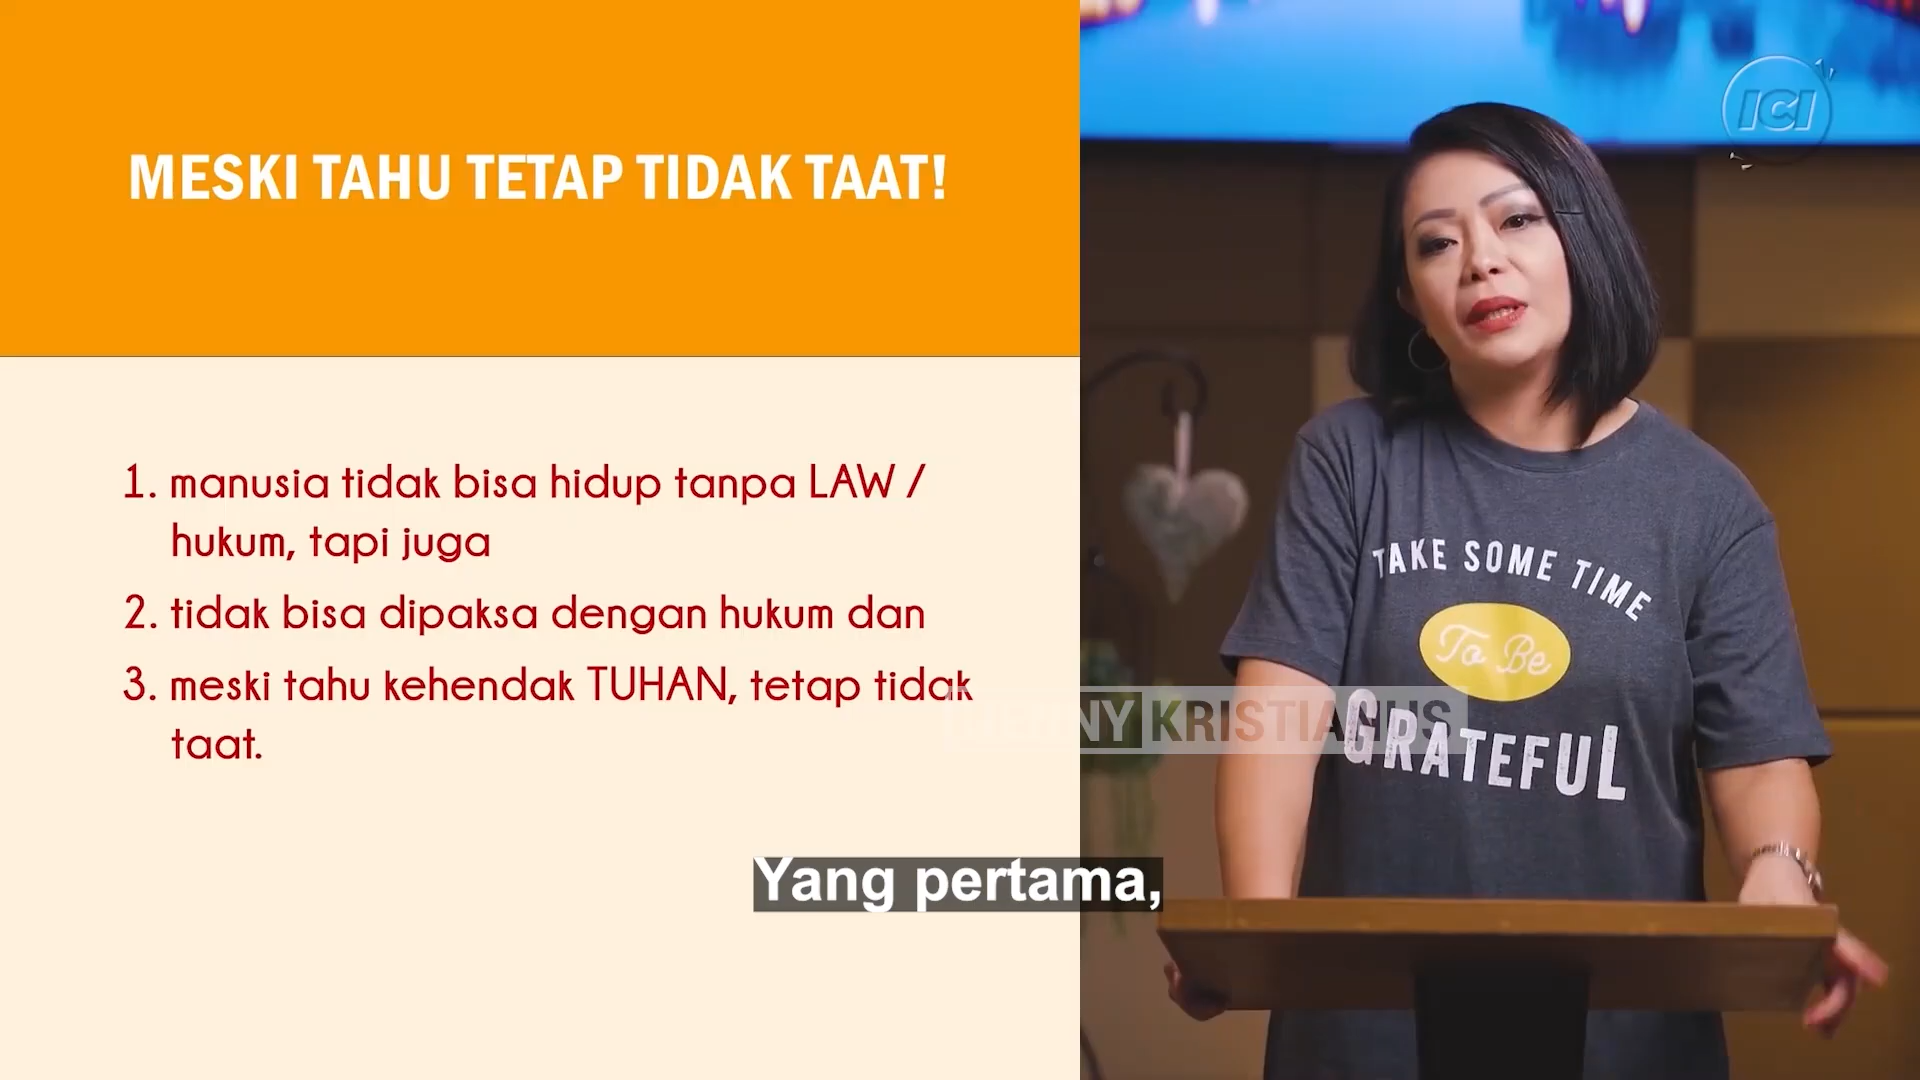 MESKI TAHU TETAP TIDAK TAAT!
1. manusia tidak bisa hidup tanpa LAW /
hukum, tapi juga
2. tidak bisa dipaksa dengan hukum dan
3. meski tahu kehendak TUHAN, tetap tidak
taat.
Yang pertama,
ICI
TAKE SOME TIME
To Be
GRATEFUL
KRISTIANUS